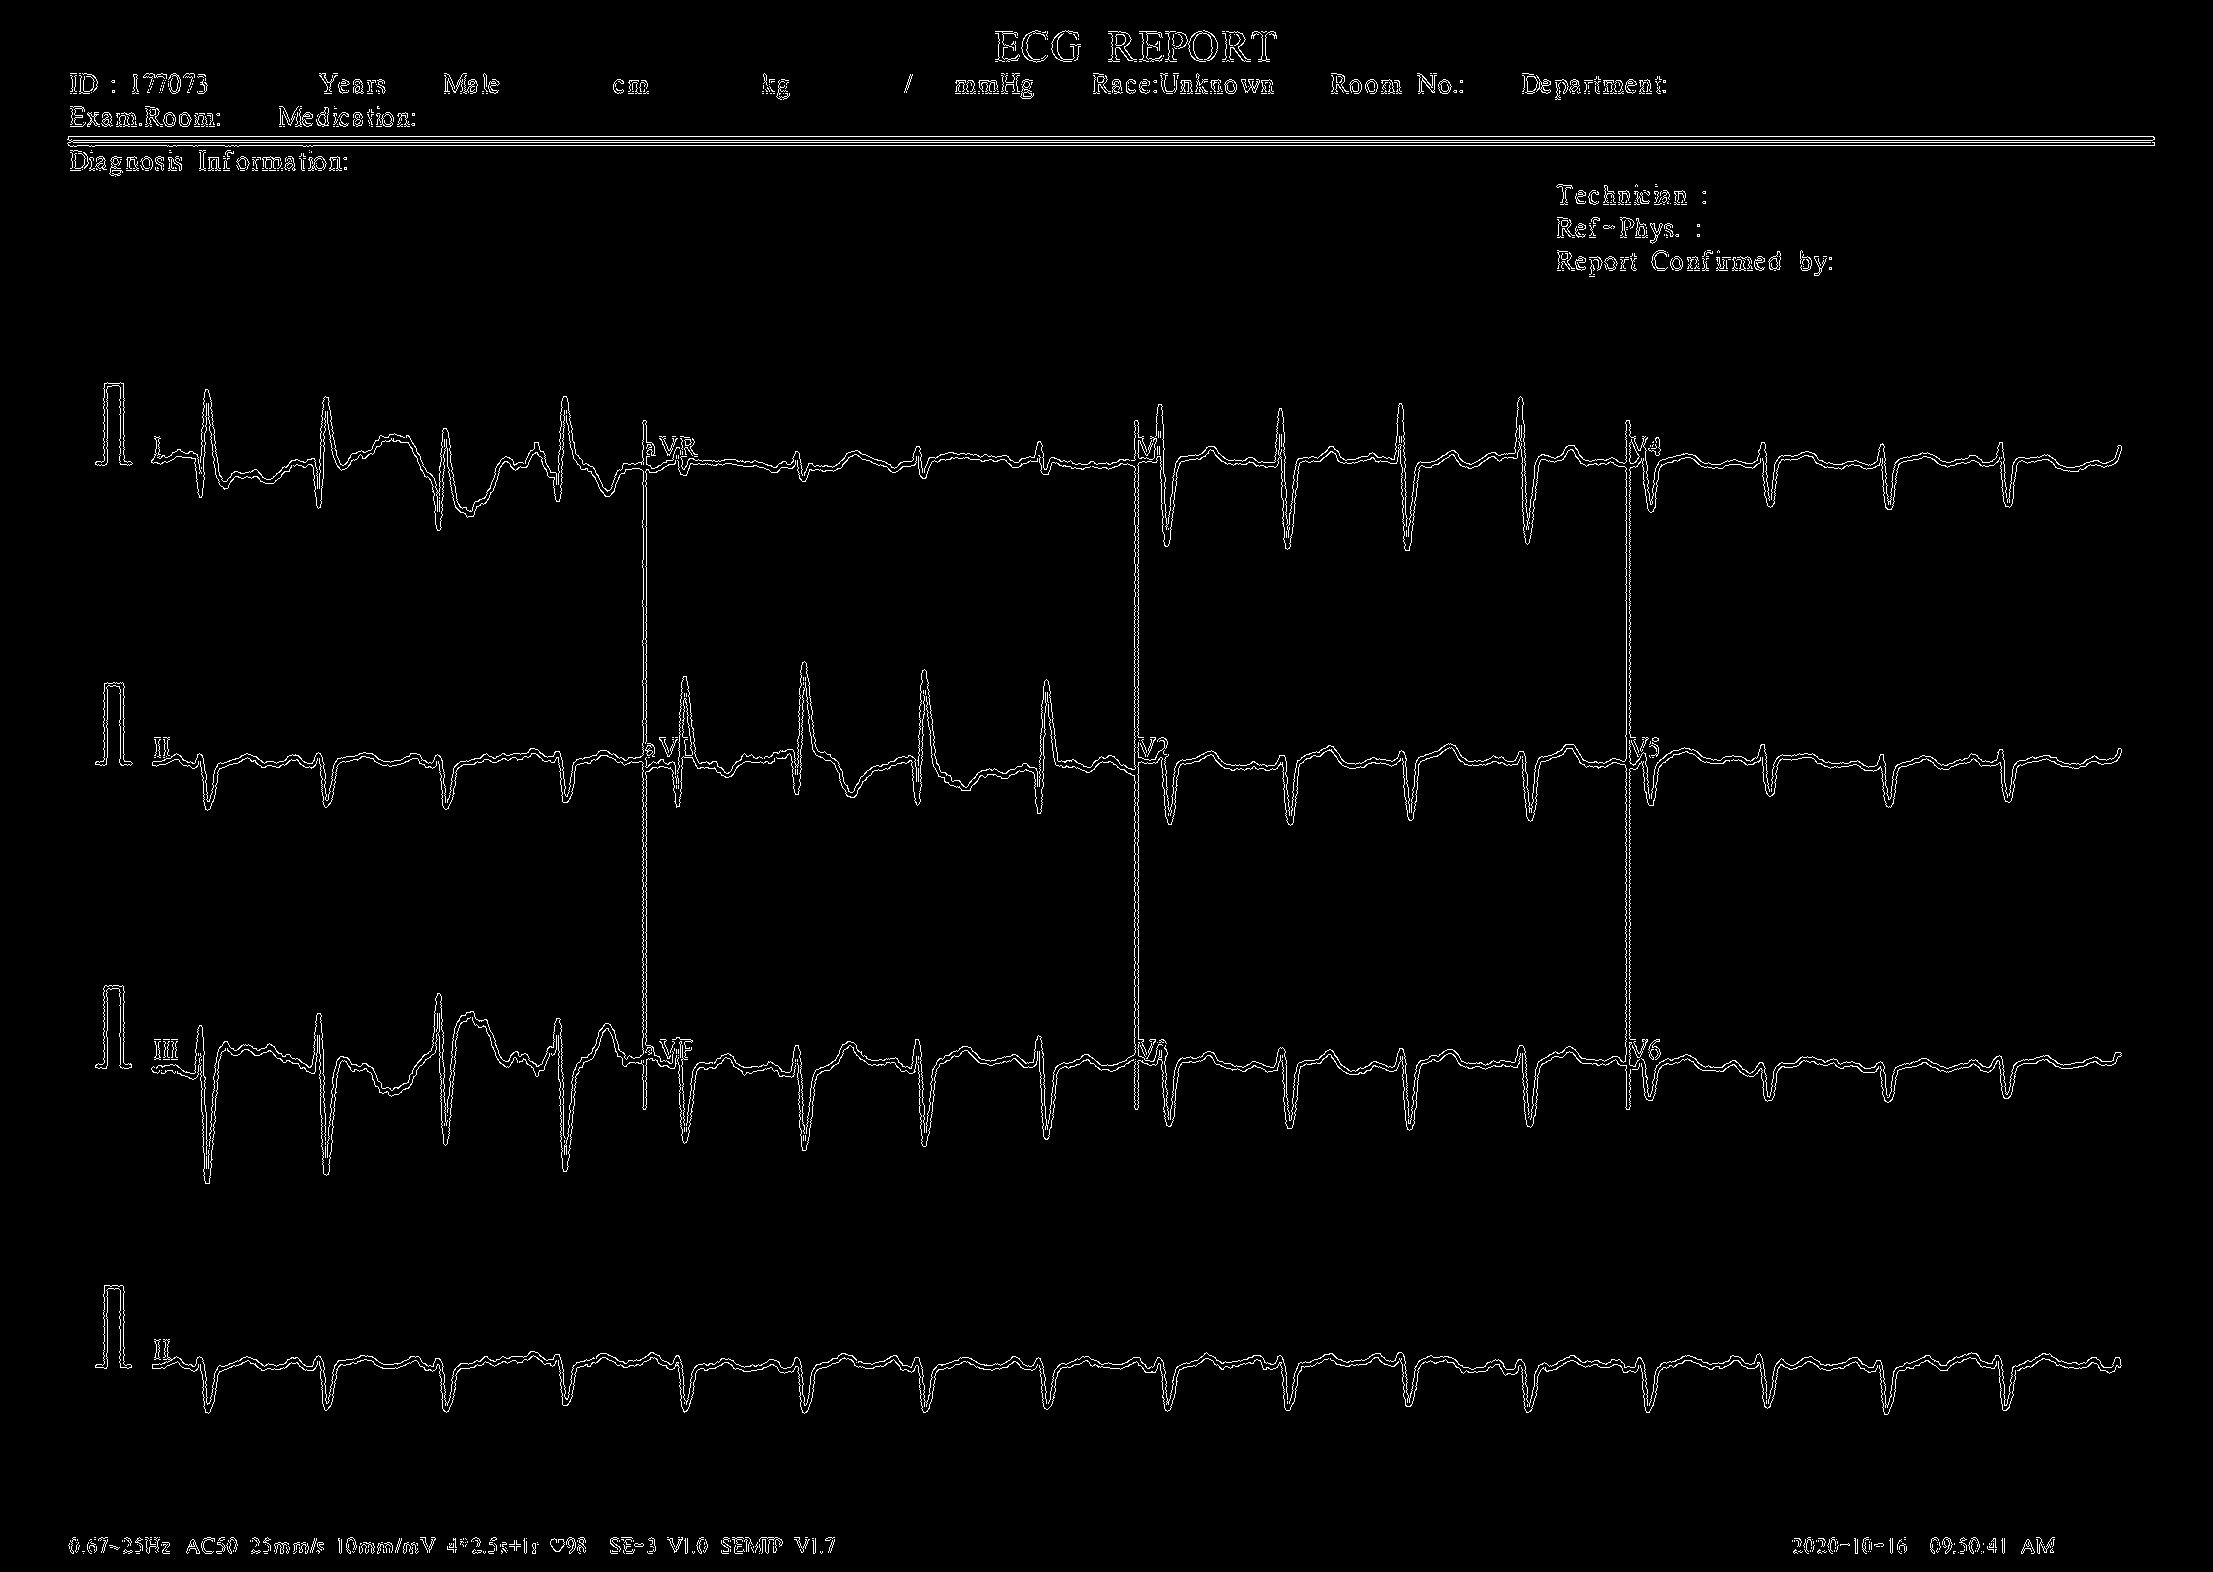 ECG REPORT
ID : 177073 Years Male cm kg / mmHg Race:Unknown Room No.: Department:
Exam.Room: Medication:
Diagnosis Information:
Technician :
Ref-Phys. :
Report Confirmed by:
I aVR V1 V4
II aVL V2 V5
III aVF V3 V6
II
0.67~25Hz AC50 25mm/s 10mm/mV 4*2.5s+1r ♡98 SE-3 V1.0 SEMIP V1.7 2020-10-16 09:50:41 AM